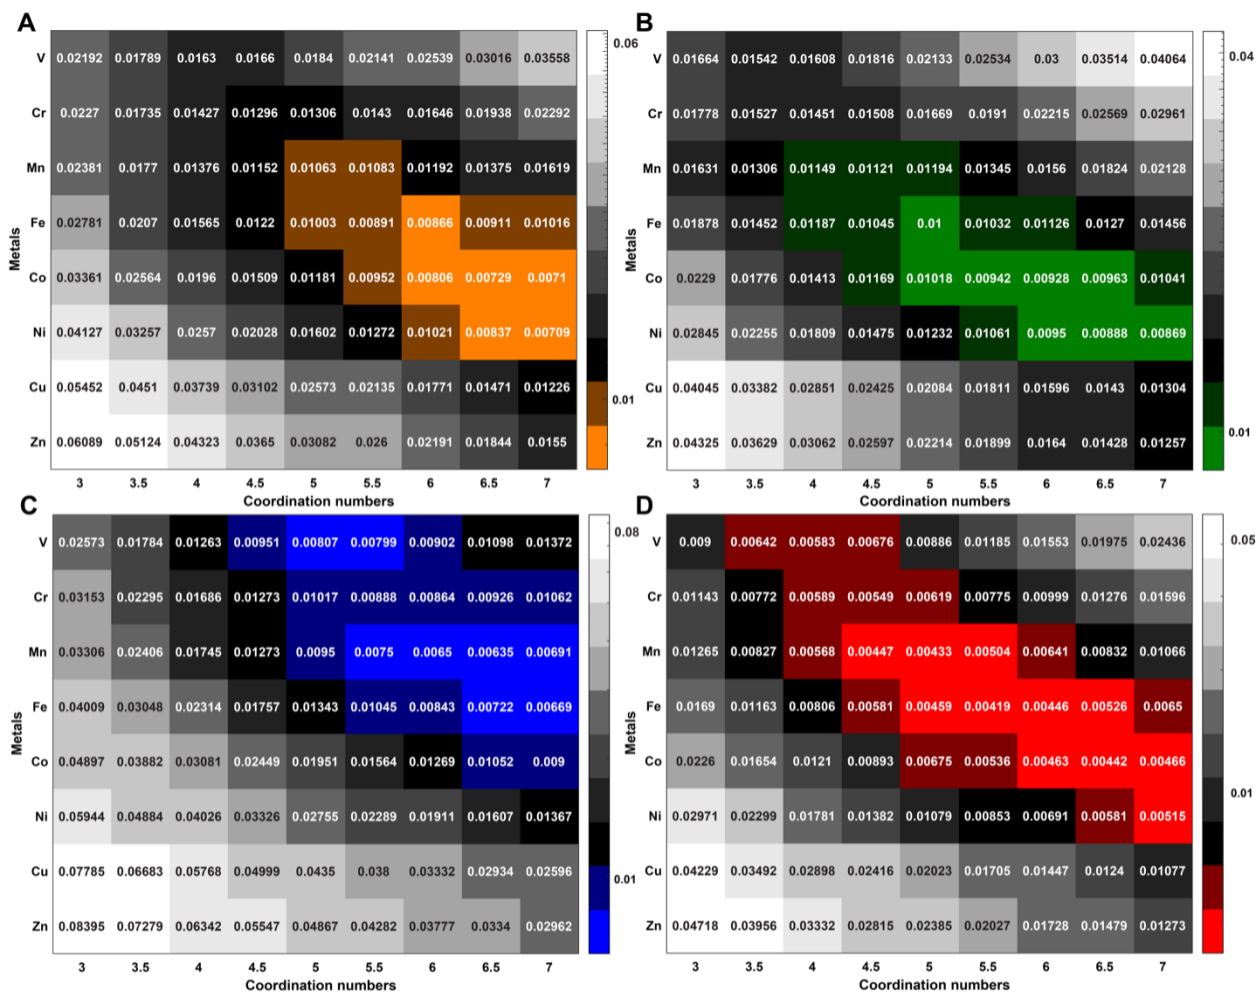 A
V 0.02192 0.01789 0.0163 0.0166 0.0184 0.02141 0.02539 0.03016 0.03558
Cr 0.0227 0.01735 0.01427 0.01296 0.01306 0.0143 0.01646 0.01938 0.02292
Mn 0.02381 0.0177 0.01376 0.01152 0.01063 0.01083 0.01192 0.01375 0.01619
Fe 0.02781 0.0207 0.01565 0.0122 0.01003 0.00891 0.00866 0.00911 0.01016
Co 0.03361 0.02564 0.0196 0.01509 0.01181 0.00952 0.00806 0.00729 0.0071
Ni 0.04127 0.03257 0.0257 0.02028 0.01602 0.01272 0.01021 0.00837 0.00709
Cu 0.05452 0.0451 0.03739 0.03102 0.02573 0.02135 0.01771 0.01471 0.01226
Zn 0.06089 0.05124 0.04323 0.0365 0.03082 0.026 0.02191 0.01844 0.0155
3 3.5 4 4.5 5 5.5 6 6.5 7
Coordination numbers
Metals
0.06
0.01
B
V 0.01664 0.01542 0.01608 0.01816 0.02133 0.02534 0.03 0.03514 0.04064
Cr 0.01778 0.01527 0.01451 0.01508 0.01669 0.0191 0.02215 0.02569 0.02961
Mn 0.01631 0.01306 0.01149 0.01121 0.01194 0.01345 0.0156 0.01824 0.02128
Fe 0.01878 0.01452 0.01187 0.01045 0.01 0.01032 0.01126 0.0127 0.01456
Co 0.0229 0.01776 0.01413 0.01169 0.01018 0.00942 0.00928 0.00963 0.01041
Ni 0.02845 0.02255 0.01809 0.01475 0.01232 0.01061 0.0095 0.00888 0.00869
Cu 0.04045 0.03382 0.02851 0.02425 0.02084 0.01811 0.01596 0.0143 0.01304
Zn 0.04325 0.03629 0.03062 0.02597 0.02214 0.01899 0.0164 0.01428 0.01257
3 3.5 4 4.5 5 5.5 6 6.5 7
Coordination numbers
Metals
0.04
0.01
C
V 0.02573 0.01784 0.01263 0.00951 0.00807 0.00799 0.00902 0.01098 0.01372
Cr 0.03153 0.02295 0.01686 0.01273 0.01017 0.00888 0.00864 0.00926 0.01062
Mn 0.03306 0.02406 0.01745 0.01273 0.0095 0.0075 0.0065 0.00635 0.00691
Fe 0.04009 0.03048 0.02314 0.01757 0.01343 0.01045 0.00843 0.00722 0.00669
Co 0.04897 0.03882 0.03081 0.02449 0.01951 0.01564 0.01269 0.01052 0.009
Ni 0.05944 0.04884 0.04026 0.03326 0.02755 0.02289 0.01911 0.01607 0.01367
Cu 0.07785 0.06683 0.05768 0.04999 0.0435 0.038 0.03332 0.02934 0.02596
Zn 0.08395 0.07279 0.06342 0.05547 0.04867 0.04282 0.03777 0.0334 0.02962
3 3.5 4 4.5 5 5.5 6 6.5 7
Coordination numbers
Metals
0.08
0.01
D
V 0.009 0.00642 0.00583 0.00676 0.00886 0.01185 0.01553 0.01975 0.02436
Cr 0.01143 0.00772 0.00589 0.00549 0.00619 0.00775 0.00999 0.01276 0.01596
Mn 0.01265 0.00827 0.00568 0.00447 0.00433 0.00504 0.00641 0.00832 0.01066
Fe 0.0169 0.01163 0.00806 0.00581 0.00459 0.00419 0.00446 0.00526 0.0065
Co 0.0226 0.01654 0.0121 0.00893 0.00675 0.00536 0.00463 0.00442 0.00466
Ni 0.02971 0.02299 0.01781 0.01382 0.01079 0.00853 0.00691 0.00581 0.00515
Cu 0.04229 0.03492 0.02898 0.02416 0.02023 0.01705 0.01447 0.0124 0.01077
Zn 0.04718 0.03956 0.03332 0.02815 0.02385 0.02027 0.01728 0.01479 0.01273
3 3.5 4 4.5 5 5.5 6 6.5 7
Coordination numbers
Metals
0.05
0.01